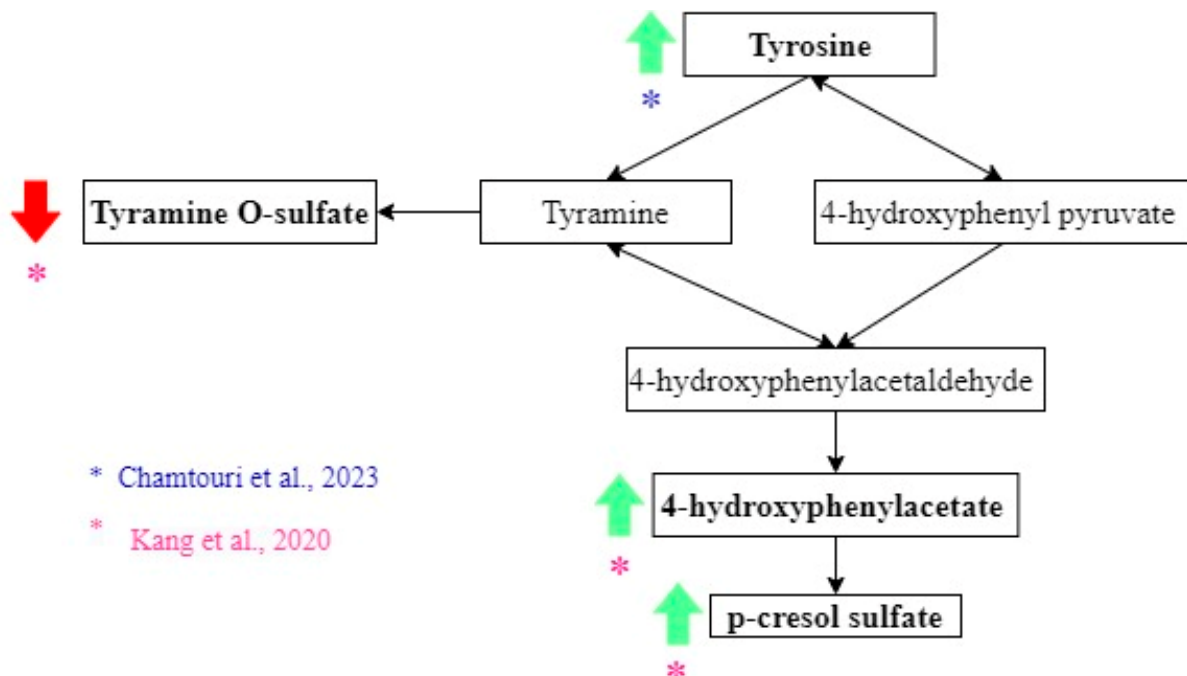 Tyrosine
*
Tyramine O-sulfate
Tyramine
4-hydroxyphenyl pyruvate
*
4-hydroxyphenylacetaldehyde
* Chamtouri et al., 2023
4-hydroxyphenylacetate
* Kang et al., 2020
*
p-cresol sulfate
*